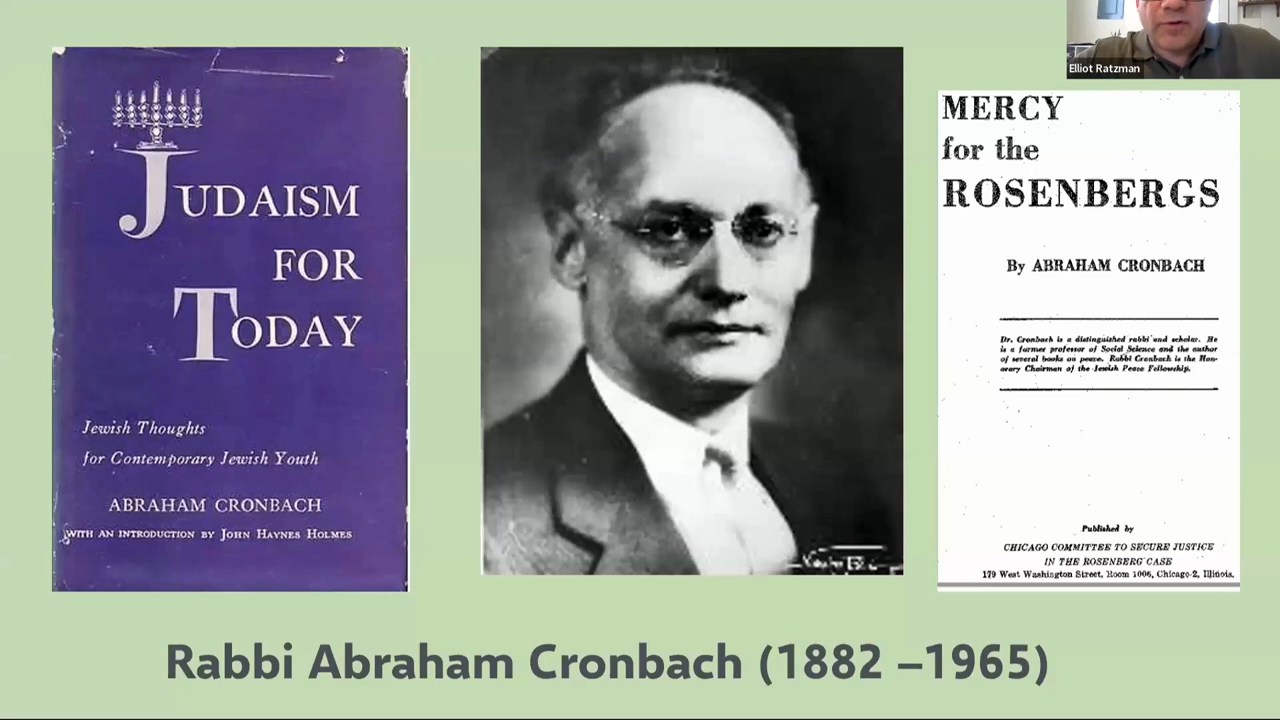 Elliot Ratzman
JUDAISM
FOR
TODAY
Jewish Thoughts
for Contemporary Jewish Youth
ABRAHAM CRONBACH
WITH AN INTRODUCTION BY JOHN HAYNES HOLMES
MERCY
for the
ROSENBERGS
By ABRAHAM CRONBACH
Dr. Cronbach is a distinguished rabbi and scholar. He
is a former professor of Social Science and the author
of several books on peace. Rabbi Cronbach is the Hon-
orary Chairman of the Jewish Peace Fellowship.
Published by
CHICAGO COMMITTEE TO SECURE JUSTICE
IN THE ROSENBERG CASE
179 West Washington Street, Room 1006, Chicago-2, Illinois.
Rabbi Abraham Cronbach (1882 –1965)